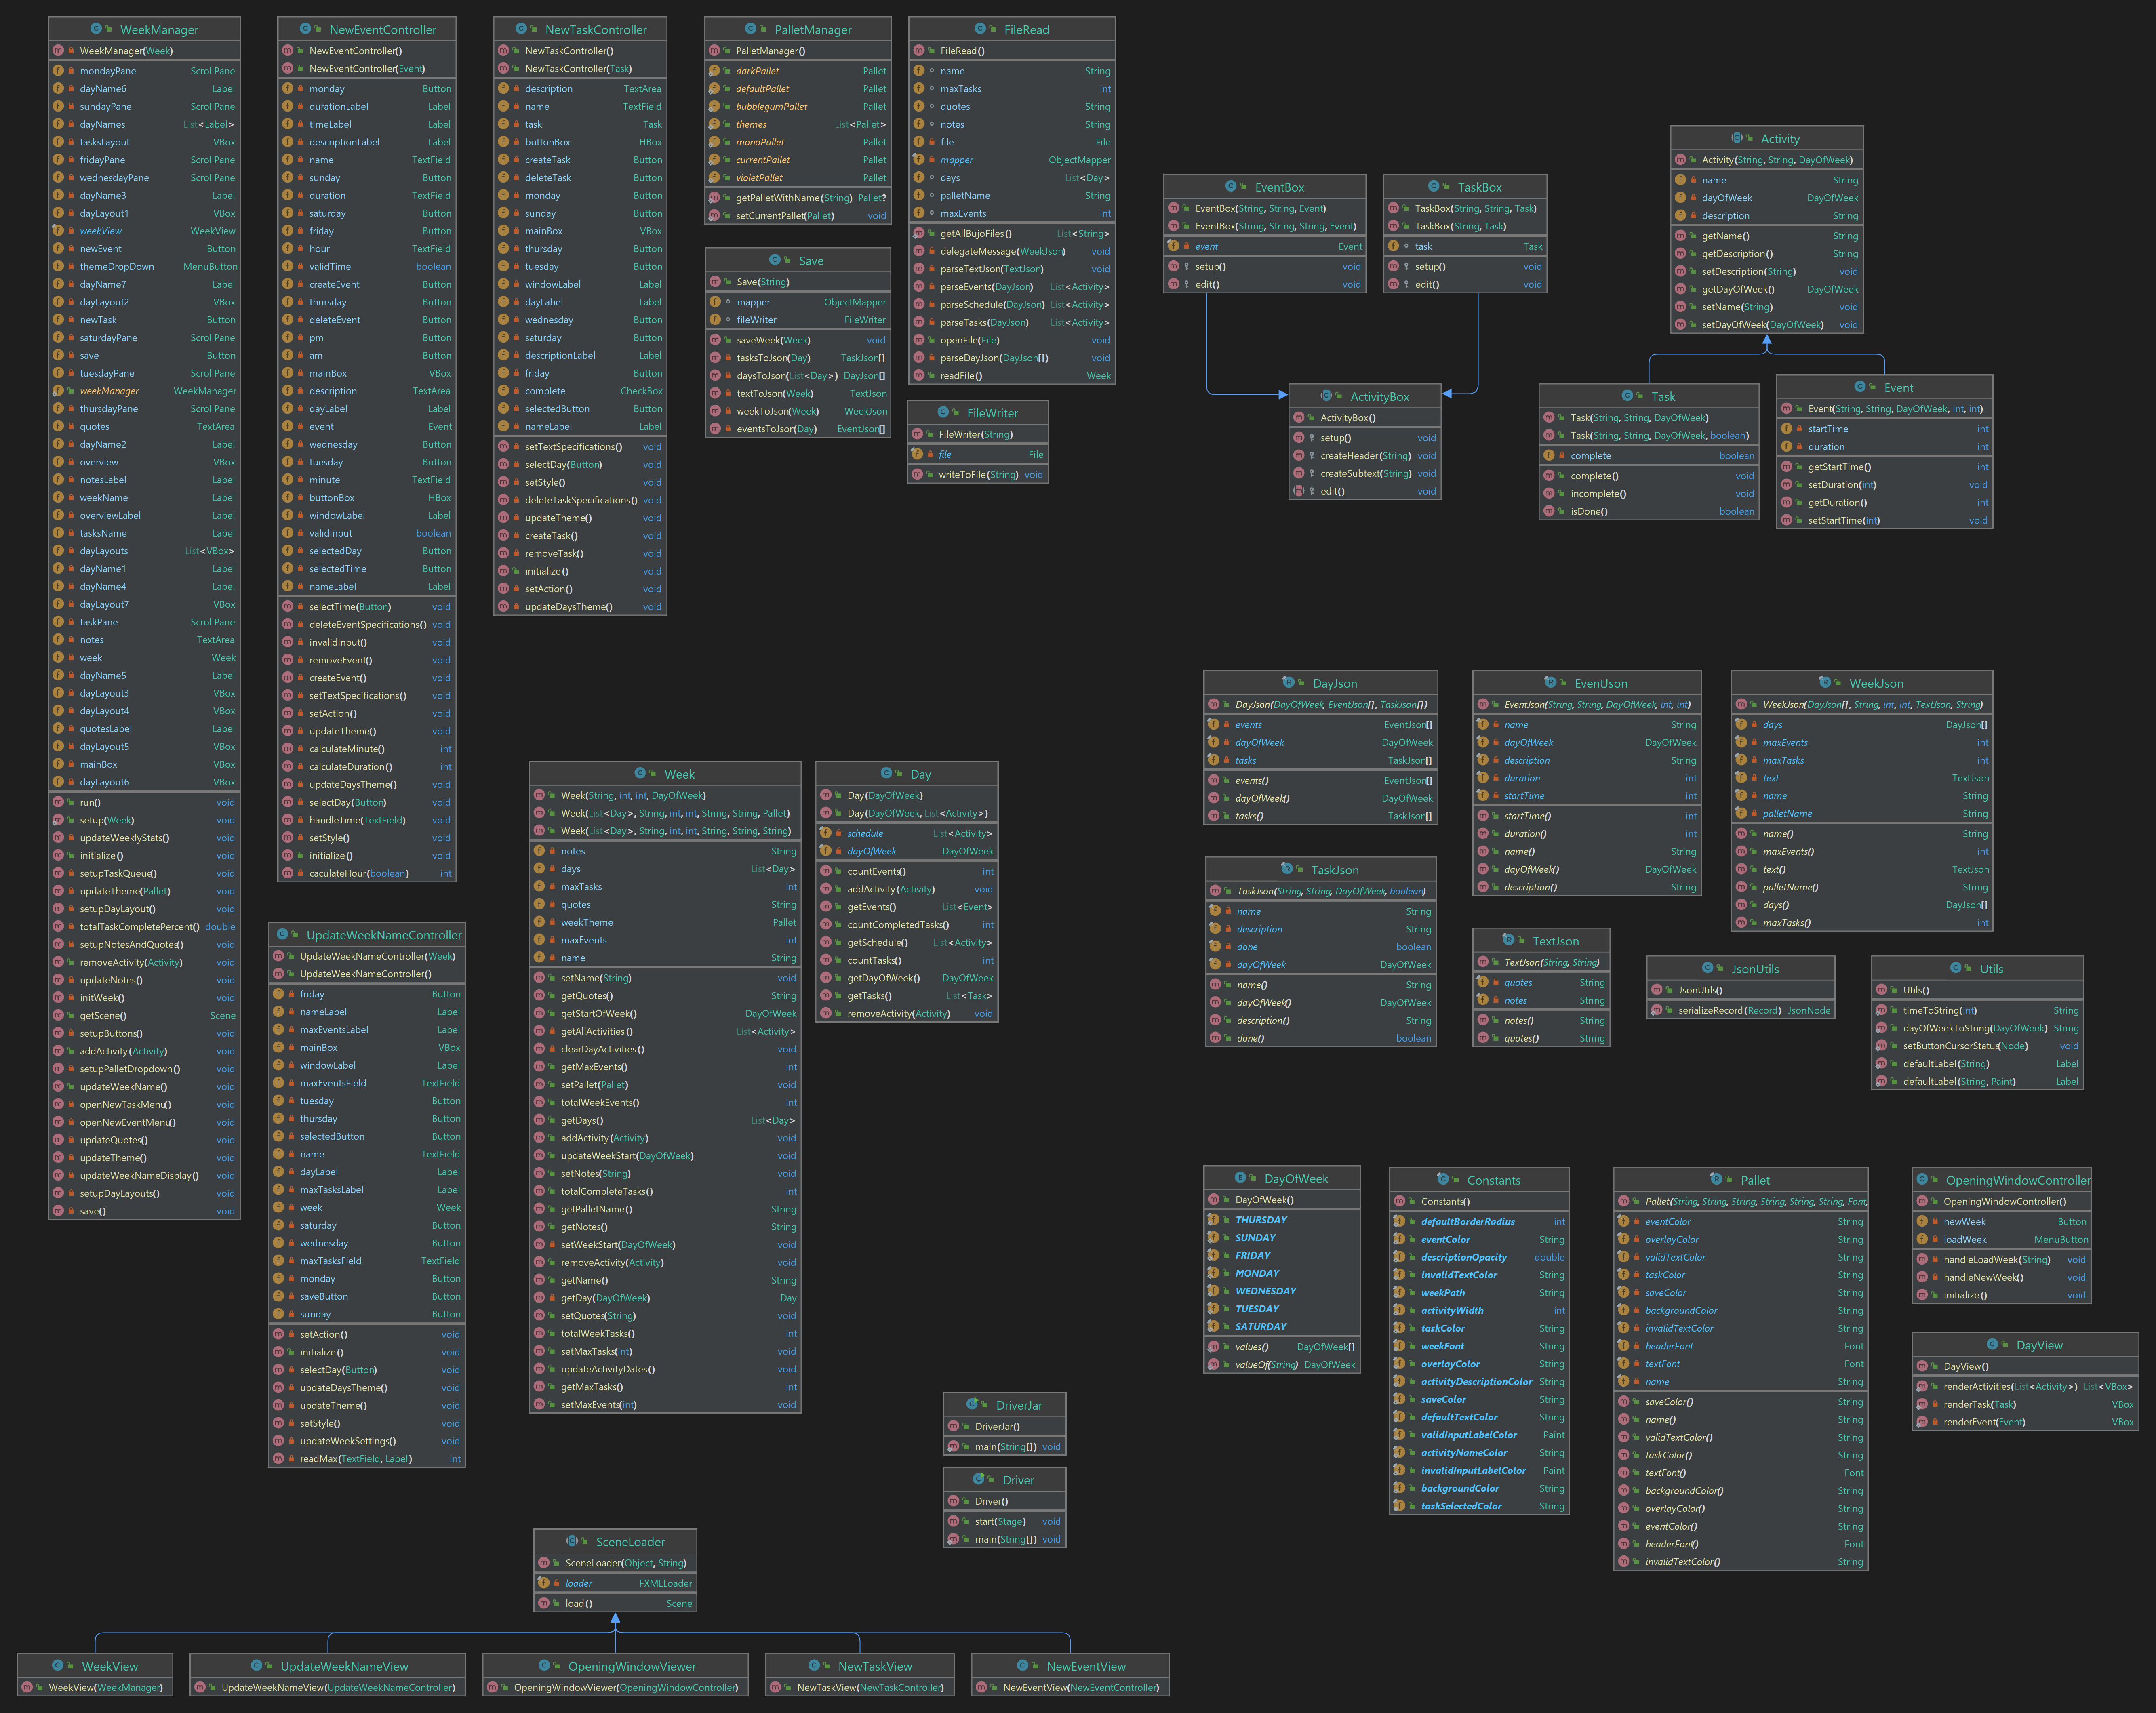 WeekManager
WeekManager(Week)
mondayPane ScrollPane
dayName6 Label
sundayPane ScrollPane
dayNames List<Label>
tasksLayout VBox
fridayPane ScrollPane
wednesdayPane ScrollPane
dayName3 Label
dayLayout1 VBox
weekView WeekView
newEvent Button
themeDropDown MenuButton
dayName7 Label
dayLayout2 VBox
newTask Button
saturdayPane ScrollPane
save Button
tuesdayPane ScrollPane
weekManager WeekManager
thursdayPane ScrollPane
quotes TextArea
dayName2 Label
overview VBox
notesLabel Label
weekName Label
overviewLabel Label
tasksName Label
dayLayouts List<VBox>
dayName1 Label
dayName4 Label
dayLayout7 VBox
taskPane ScrollPane
notes TextArea
week Week
dayName5 Label
dayLayout3 VBox
dayLayout4 VBox
quotesLabel Label
dayLayout5 VBox
mainBox VBox
dayLayout6 VBox
run() void
setup(Week) void
updateWeeklyStats() void
initialize() void
setupTaskQueue() void
updateTheme(Pallet) void
setupDayLayout() void
totalTaskCompletePercent() double
setupNotesAndQuotes() void
removeActivity(Activity) void
updateNotes() void
initWeek() void
getScene() Scene
setupButtons() void
addActivity(Activity) void
setupPalletDropdown() void
updateWeekName() void
openNewTaskMenu() void
openNewEventMenu() void
updateQuotes() void
updateTheme() void
updateWeekNameDisplay() void
setupDayLayouts() void
save() void
NewEventController
NewEventController()
NewEventController(Event)
monday Button
durationLabel Label
timeLabel Label
descriptionLabel Label
name TextField
sunday Button
duration TextField
saturday Button
friday Button
hour TextField
validTime boolean
createEvent Button
thursday Button
deleteEvent Button
pm Button
am Button
mainBox VBox
description TextArea
dayLabel Label
event Event
wednesday Button
tuesday Button
minute TextField
buttonBox HBox
windowLabel Label
validInput boolean
selectedDay Button
selectedTime Button
nameLabel Label
selectTime(Button) void
deleteEventSpecifications() void
invalidInput() void
removeEvent() void
createEvent() void
setTextSpecifications() void
setAction() void
updateTheme() void
calculateMinute() int
calculateDuration() int
updateDaysTheme() void
selectDay(Button) void
handleTime(TextField) void
setStyle() void
initialize() void
caculateHour(boolean) int
NewTaskController
NewTaskController()
NewTaskController(Task)
description TextArea
name TextField
task Task
buttonBox HBox
createTask Button
deleteTask Button
monday Button
sunday Button
mainBox VBox
thursday Button
tuesday Button
windowLabel Label
dayLabel Label
wednesday Button
saturday Button
descriptionLabel Label
friday Button
complete CheckBox
selectedButton Button
nameLabel Label
setTextSpecifications() void
selectDay(Button) void
setStyle() void
deleteTaskSpecifications() void
updateTheme() void
createTask() void
removeTask() void
initialize() void
setAction() void
updateDaysTheme() void
PalletManager
PalletManager()
darkPallet Pallet
defaultPallet Pallet
bubblegumPallet Pallet
themes List<Pallet>
monoPallet Pallet
currentPallet Pallet
violetPallet Pallet
getPalletWithName(String) Pallet?
setCurrentPallet(Pallet) void
Save
Save(String)
mapper ObjectMapper
fileWriter FileWriter
saveWeek(Week) void
tasksToJson(Day) TaskJson[]
daysToJson(List<Day>) DayJson[]
textToJson(Week) TextJson
weekToJson(Week) WeekJson
eventsToJson(Day) EventJson[]
FileRead
FileRead()
name String
maxTasks int
quotes String
notes String
file File
mapper ObjectMapper
days List<Day>
palletName String
maxEvents int
getAllBujoFiles() List<String>
delegateMessage(WeekJson) void
parseTextJson(TextJson) void
parseEvents(DayJson) List<Activity>
parseSchedule(DayJson) List<Activity>
parseTasks(DayJson) List<Activity>
openFile(File) void
parseDayJson(DayJson[]) void
readFile() Week
FileWriter
FileWriter(String)
file File
writeToFile(String) void
EventBox
EventBox(String, String, Event)
EventBox(String, String, String, Event)
event Event
setup() void
edit() void
TaskBox
TaskBox(String, String, Task)
TaskBox(String, Task)
task Task
setup() void
edit() void
ActivityBox
ActivityBox()
setup() void
createHeader(String) void
createSubtext(String) void
edit() void
Activity
Activity(String, String, DayOfWeek)
name String
dayOfWeek DayOfWeek
description String
getName() String
getDescription() String
setDescription(String) void
getDayOfWeek() DayOfWeek
setName(String) void
setDayOfWeek(DayOfWeek) void
Task
Task(String, String, DayOfWeek)
Task(String, String, DayOfWeek, boolean)
complete boolean
complete() void
incomplete() void
isDone() boolean
Event
Event(String, String, DayOfWeek, int, int)
startTime int
duration int
getStartTime() int
setDuration(int) void
getDuration() int
setStartTime(int) void
DayJson
DayJson(DayOfWeek, EventJson[], TaskJson[])
events EventJson[]
dayOfWeek DayOfWeek
tasks TaskJson[]
events() EventJson[]
dayOfWeek() DayOfWeek
tasks() TaskJson[]
EventJson
EventJson(String, String, DayOfWeek, int, int)
name String
dayOfWeek DayOfWeek
description String
duration int
startTime int
startTime() int
duration() int
name() String
dayOfWeek() DayOfWeek
description() String
WeekJson
WeekJson(DayJson[], String, int, int, TextJson, String)
days DayJson[]
maxEvents int
maxTasks int
text TextJson
name String
palletName String
name() String
maxEvents() int
text() TextJson
palletName() String
days() DayJson[]
maxTasks() int
TaskJson
TaskJson(String, String, DayOfWeek, boolean)
name String
description String
done boolean
dayOfWeek DayOfWeek
name() String
dayOfWeek() DayOfWeek
description() String
done() boolean
TextJson
TextJson(String, String)
quotes String
notes String
notes() String
quotes() String
JsonUtils
JsonUtils()
serializeRecord(Record) JsonNode
Utils
Utils()
timeToString(int) String
dayOfWeekToString(DayOfWeek) String
setButtonCursorStatus(Node) void
defaultLabel(String) Label
defaultLabel(String, Paint) Label
Week
Week(String, int, int, DayOfWeek)
Week(List<Day>, String, int, int, String, String, Pallet)
Week(List<Day>, String, int, int, String, String, String)
notes String
days List<Day>
maxTasks int
quotes String
weekTheme Pallet
maxEvents int
name String
setName(String) void
getQuotes() String
getStartOfWeek() DayOfWeek
getAllActivities() List<Activity>
clearDayActivities() void
getMaxEvents() int
setPallet(Pallet) void
totalWeekEvents() int
getDays() List<Day>
addActivity(Activity) void
updateWeekStart(DayOfWeek) void
setNotes(String) void
totalCompleteTasks() int
getPalletName() String
getNotes() String
setWeekStart(DayOfWeek) void
removeActivity(Activity) void
getName() String
getDay(DayOfWeek) Day
setQuotes(String) void
totalWeekTasks() int
setMaxTasks(int) void
updateActivityDates() void
getMaxTasks() int
setMaxEvents(int) void
Day
Day(DayOfWeek)
Day(DayOfWeek, List<Activity>)
schedule List<Activity>
dayOfWeek DayOfWeek
countEvents() int
addActivity(Activity) void
getEvents() List<Event>
countCompletedTasks() int
getSchedule() List<Activity>
countTasks() int
getDayOfWeek() DayOfWeek
getTasks() List<Task>
removeActivity(Activity) void
UpdateWeekNameController
UpdateWeekNameController(Week)
UpdateWeekNameController()
friday Button
nameLabel Label
maxEventsLabel Label
mainBox VBox
windowLabel Label
maxEventsField TextField
tuesday Button
thursday Button
selectedButton Button
name TextField
dayLabel Label
maxTasksLabel Label
week Week
saturday Button
wednesday Button
maxTasksField TextField
monday Button
saveButton Button
sunday Button
setAction() void
initialize() void
selectDay(Button) void
updateDaysTheme() void
updateTheme() void
setStyle() void
updateWeekSettings() void
readMax(TextField, Label) int
DayOfWeek
DayOfWeek()
THURSDAY
SUNDAY
FRIDAY
MONDAY
WEDNESDAY
TUESDAY
SATURDAY
values() DayOfWeek[]
valueOf(String) DayOfWeek
Constants
Constants()
defaultBorderRadius int
eventColor String
descriptionOpacity double
invalidTextColor String
weekPath String
activityWidth int
taskColor String
weekFont String
overlayColor String
activityDescriptionColor String
saveColor String
defaultTextColor String
validInputLabelColor Paint
activityNameColor String
invalidInputLabelColor Paint
backgroundColor String
taskSelectedColor String
Pallet
Pallet(String, String, String, String, String, String, Font,
eventColor String
overlayColor String
validTextColor String
taskColor String
saveColor String
backgroundColor String
invalidTextColor String
headerFont Font
textFont Font
name String
saveColor() String
name() String
validTextColor() String
taskColor() String
textFont() Font
backgroundColor() String
overlayColor() String
eventColor() String
headerFont() Font
invalidTextColor() String
OpeningWindowController
OpeningWindowController()
newWeek Button
loadWeek MenuButton
handleLoadWeek(String) void
handleNewWeek() void
initialize() void
DayView
DayView()
renderActivities(List<Activity>) List<VBox>
renderTask(Task) VBox
renderEvent(Event) VBox
DriverJar
DriverJar()
main(String[]) void
Driver
Driver()
start(Stage) void
main(String[]) void
SceneLoader
SceneLoader(Object, String)
loader FXMLLoader
load() Scene
WeekView
WeekView(WeekManager)
UpdateWeekNameView
UpdateWeekNameView(UpdateWeekNameController)
OpeningWindowViewer
OpeningWindowViewer(OpeningWindowController)
NewTaskView
NewTaskView(NewTaskController)
NewEventView
NewEventView(NewEventController)